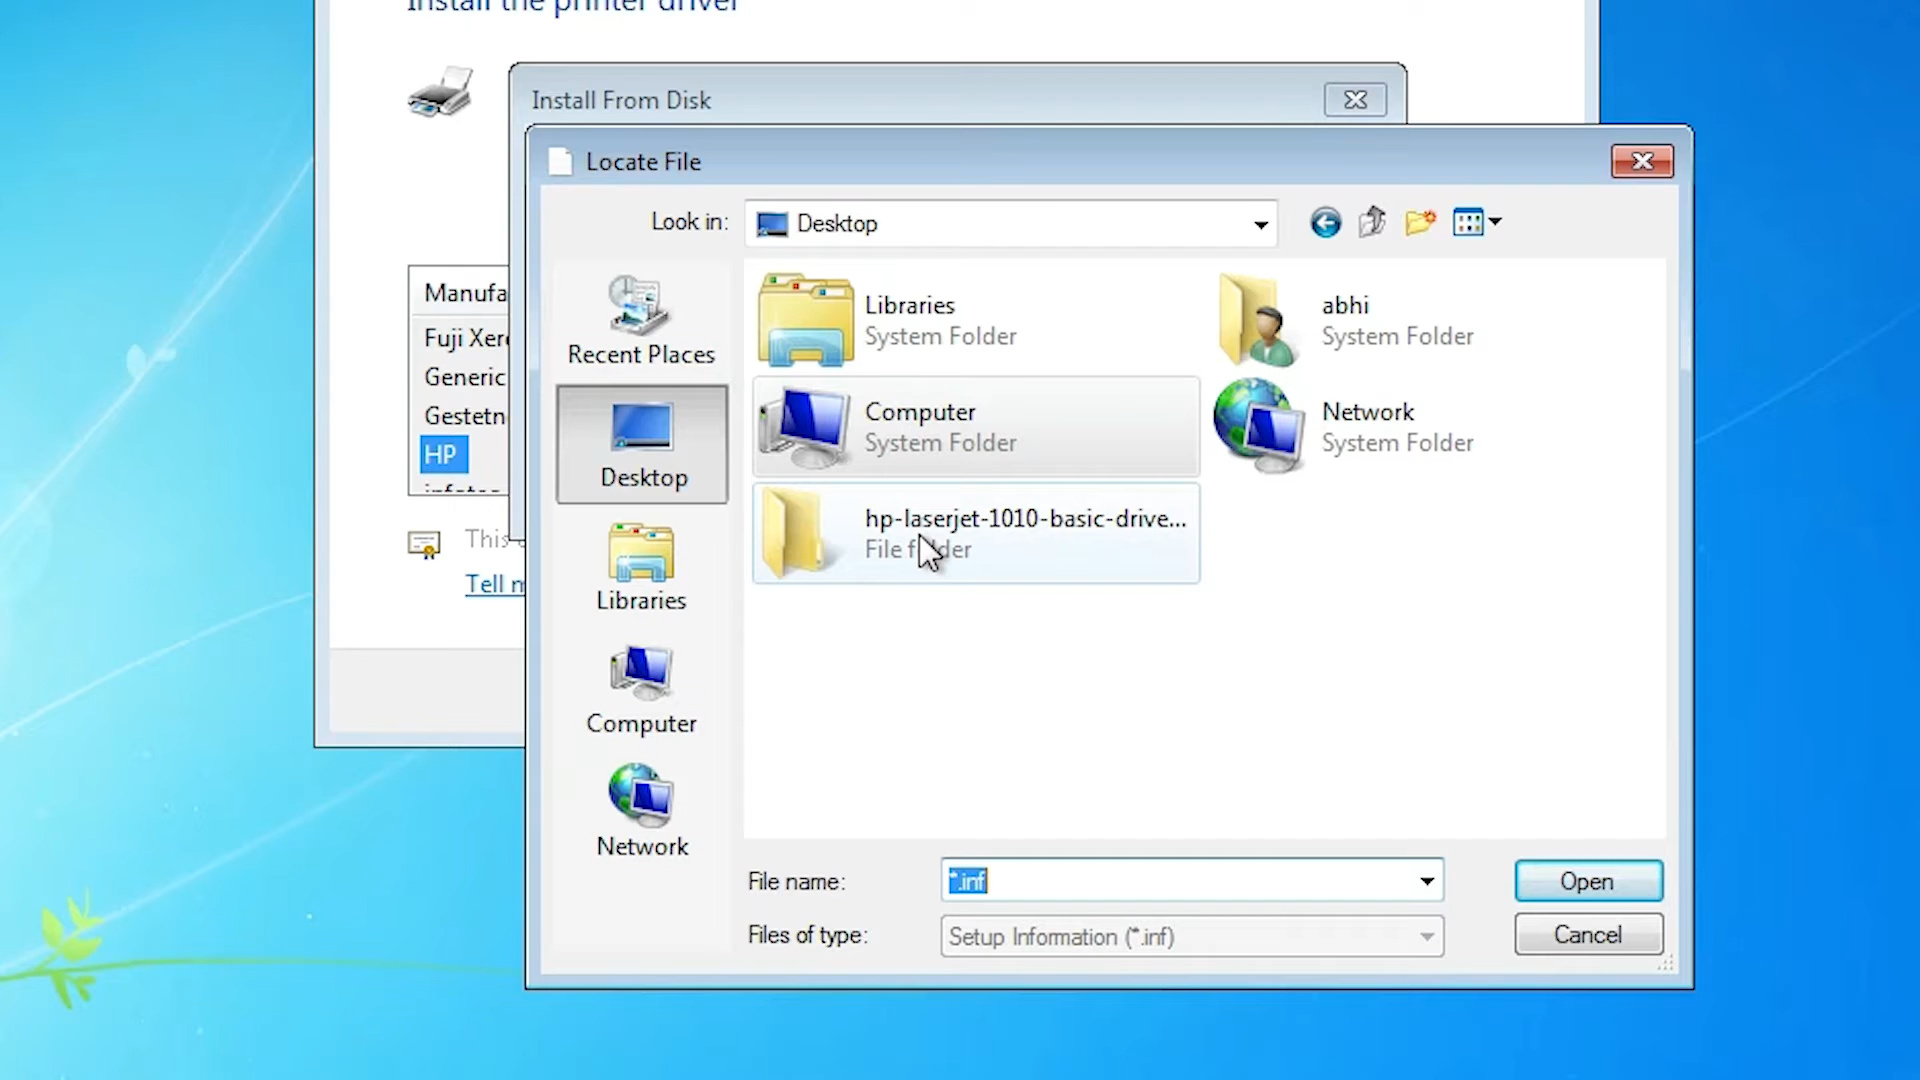 Install the printer driver
Install From Disk
Locate File
Look in:
Desktop
Manufa
Fuji Xer
Generic
Gestetn
HP
This
Tell m
Recent Places
Desktop
Libraries
Computer
Network
Libraries
System Folder
abhi
System Folder
Computer
System Folder
Network
System Folder
hp-laserjet-1010-basic-drive...
File folder
File name:
*.inf
Open
Files of type:
Setup Information (*.inf)
Cancel